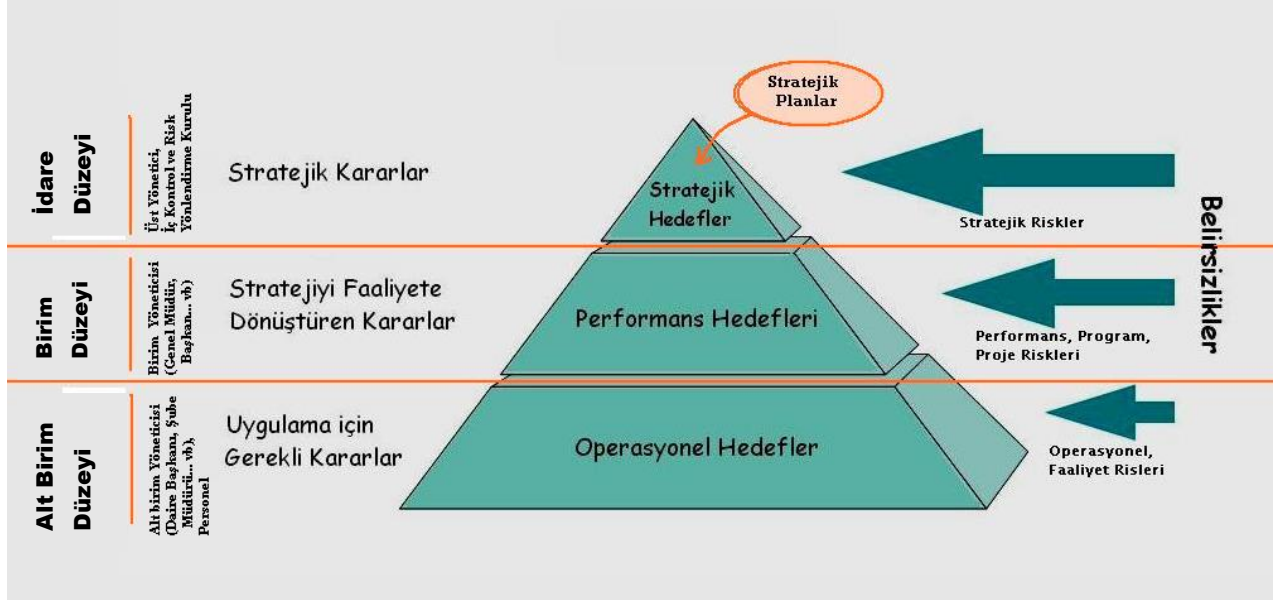 Stratejik
Planlar
İdare
Düzeyi
Üst Yönetici,
İç Kontrol ve Risk
Yönlendirme Kurulu
Stratejik Kararlar
Stratejik
Hedefler
Stratejik Riskler
Belirsizlikler
Birim
Düzeyi
Birim Yöneticisi
(Genel Müdür,
Başkan... vb)
Stratejiyi Faaliyete
Dönüştüren Kararlar
Performans Hedefleri
Performans, Program,
Proje Riskleri
Alt Birim
Düzeyi
Alt birim Yöneticisi
(Daire Başkanı, Şube
Müdürü... vb),
Personel
Uygulama için
Gerekli Kararlar
Operasyonel Hedefler
Operasyonel,
Faaliyet Risleri